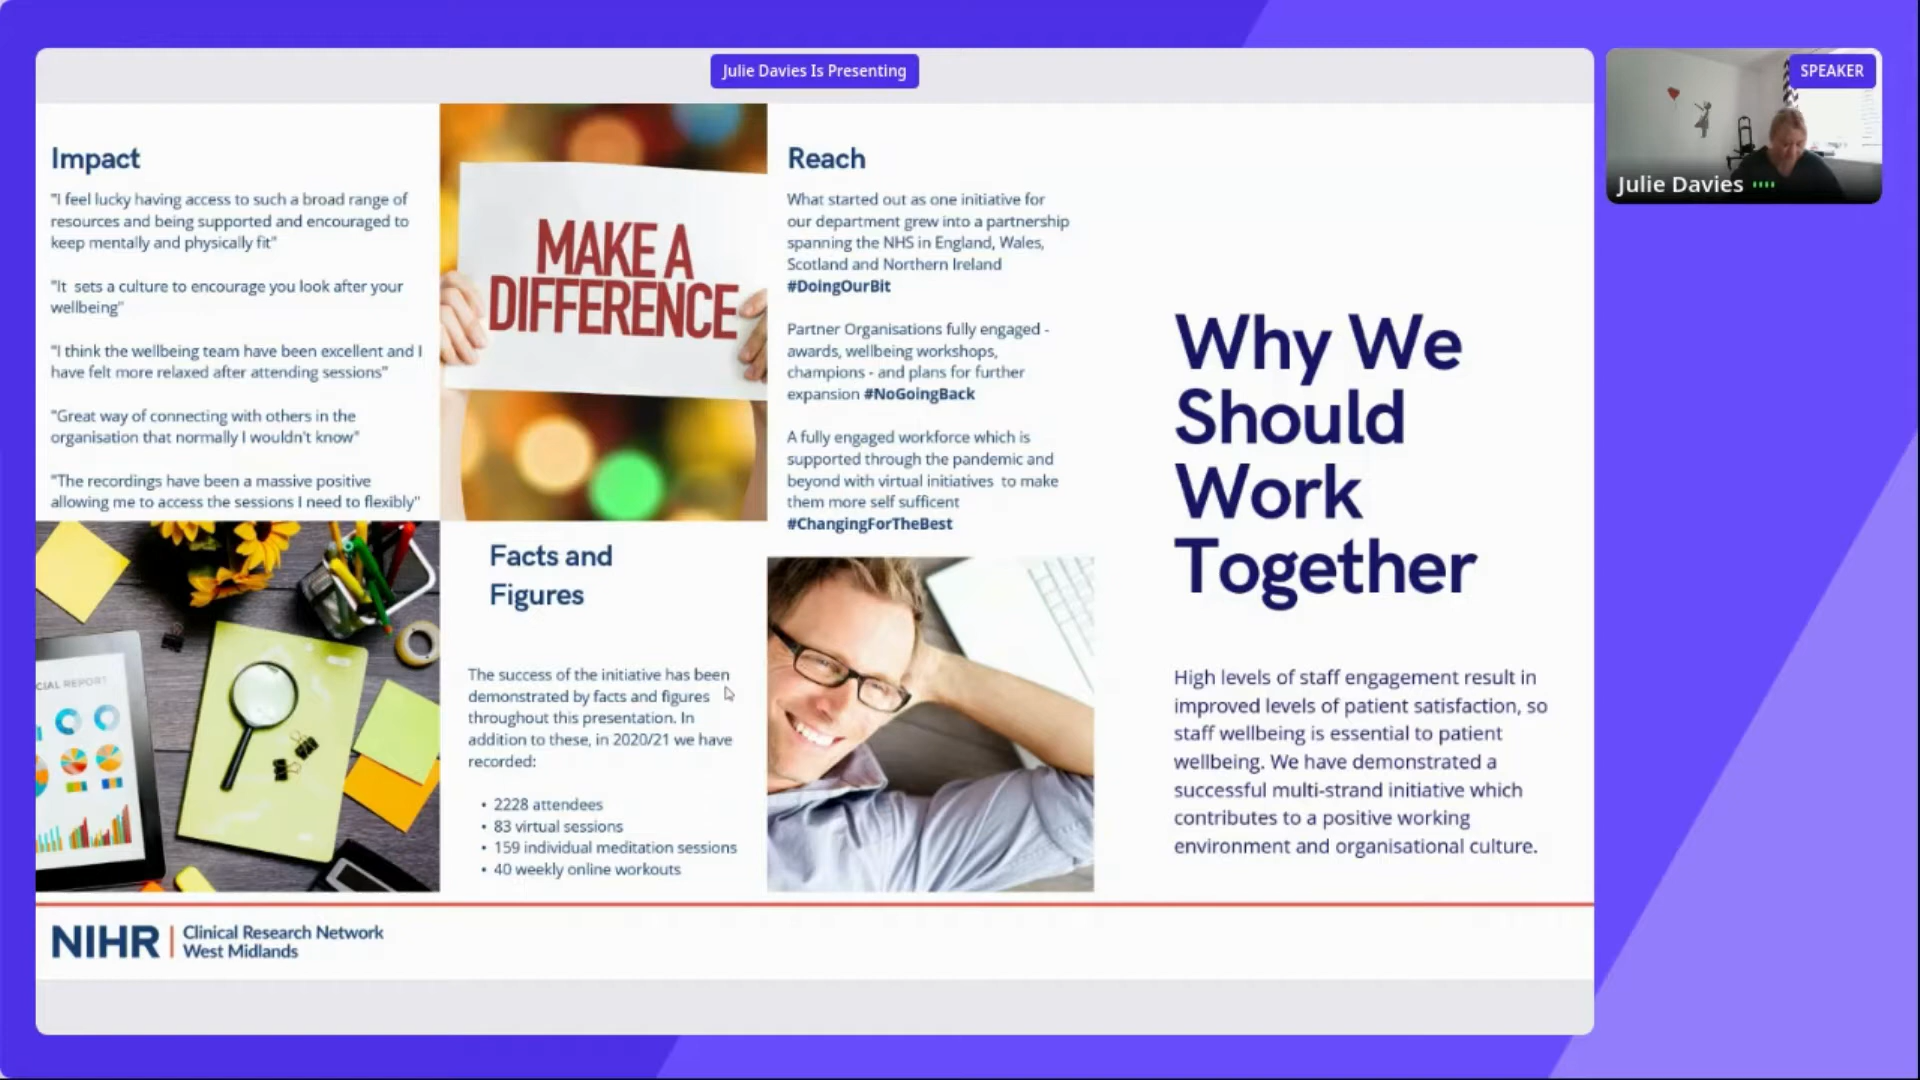 Julie Davies Is Presenting
SPEAKER
Julie Davies
Impact
"I feel lucky having access to such a broad range of
resources and being supported and encouraged to
keep mentally and physically fit"
"It sets a culture to encourage you look after your
wellbeing"
"I think the wellbeing team have been excellent and I
have felt more relaxed after attending sessions"
"Great way of connecting with others in the
organisation that normally I wouldn't know"
"The recordings have been a massive positive
allowing me to access the sessions I need to flexibly"
MAKE A
DIFFERENCE
Reach
What started out as one initiative for
our department grew into a partnership
spanning the NHS in England, Wales,
Scotland and Northern Ireland
#DoingOurBit
Partner Organisations fully engaged -
awards, wellbeing workshops,
champions - and plans for further
expansion #NoGoingBack
A fully engaged workforce which is
supported through the pandemic and
beyond with virtual initiatives to make
them more self sufficent
#ChangingForTheBest
CIAL REPORT
Facts and
Figures
The success of the initiative has been
demonstrated by facts and figures
throughout this presentation. In
addition to these, in 2020/21 we have
recorded:
• 2228 attendees
• 83 virtual sessions
• 159 individual meditation sessions
• 40 weekly online workouts
Why We
Should
Work
Together
High levels of staff engagement result in
improved levels of patient satisfaction, so
staff wellbeing is essential to patient
wellbeing. We have demonstrated a
successful multi-strand initiative which
contributes to a positive working
environment and organisational culture.
NIHR | Clinical Research Network
West Midlands